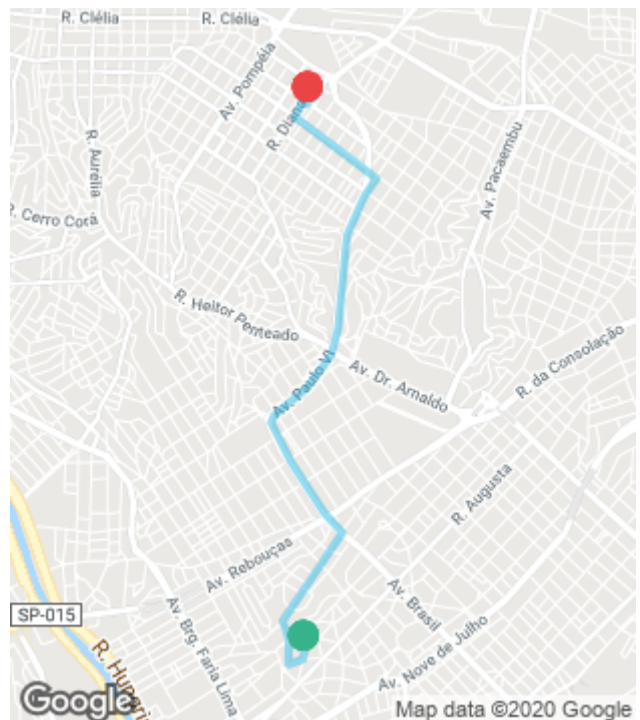 R. Clélia
R. Clélia
Av. Pompéia
R. Diana
R. Aurélia
Av. Pacaembu
R. Cerro Corá
R. Heitor Penteado
Av. Paulo VI
Av. Dr. Arnaldo
R. da Consolação
R. Augusta
Av. Rebouças
Av. Brasil
SP-015
Av. Brg. Faria Lima
Av. Nove de Julho
R. Hungria
Google
Map data ©2020 Google